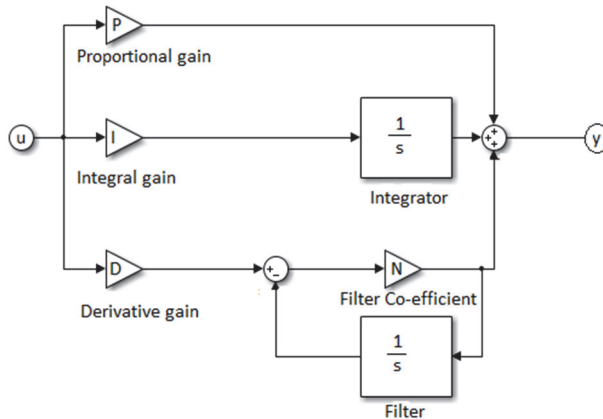 P
Proportional gain
u
I
1
s
+
+
+
y
Integral gain
Integrator
D
+
−
N
Derivative gain
Filter Co-efficient
1
s
Filter